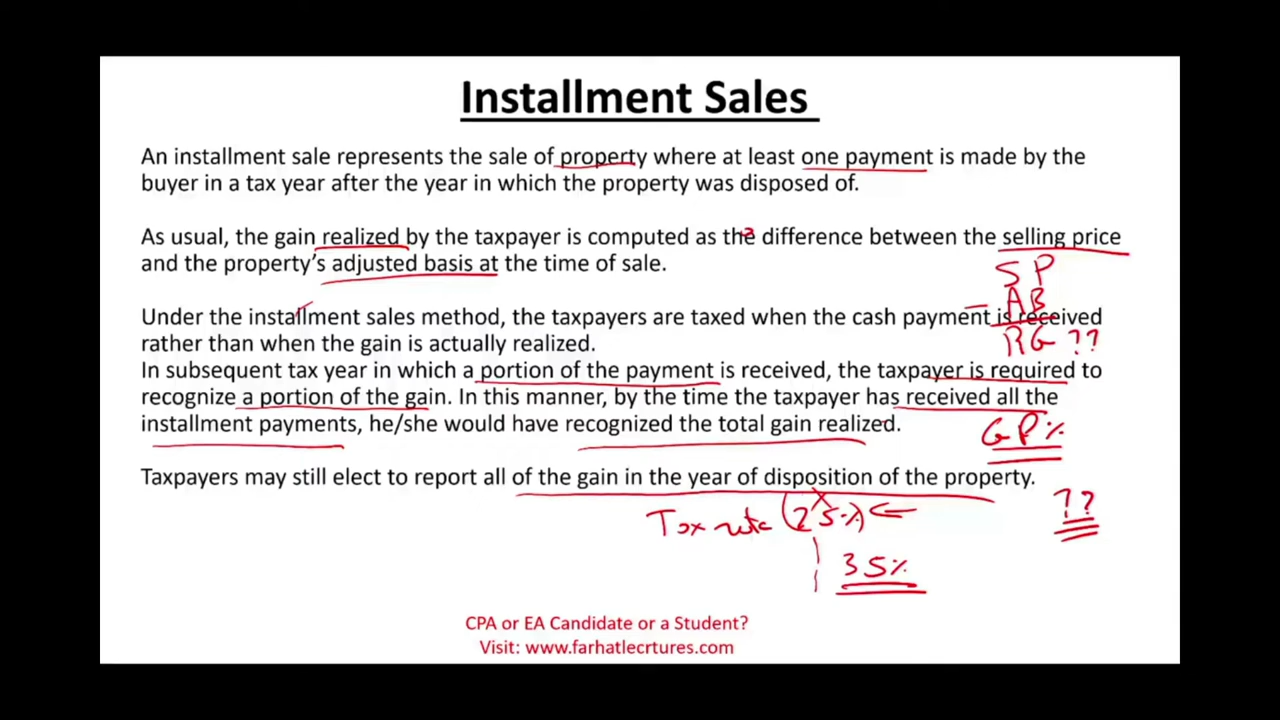 Installment Sales
An installment sale represents the sale of property where at least one payment is made by the
buyer in a tax year after the year in which the property was disposed of.
As usual, the gain realized by the taxpayer is computed as the difference between the selling price
and the property's adjusted basis at the time of sale.
SP
- AB
Under the installment sales method, the taxpayers are taxed when the cash payment is received
rather than when the gain is actually realized.
RG ??
In subsequent tax year in which a portion of the payment is received, the taxpayer is required to
recognize a portion of the gain. In this manner, by the time the taxpayer has received all the
installment payments, he/she would have recognized the total gain realized.
GP%
Taxpayers may still elect to report all of the gain in the year of disposition of the property.
??
Tax rate (25%)
35%
CPA or EA Candidate or a Student?
Visit: www.farhatlecrtures.com